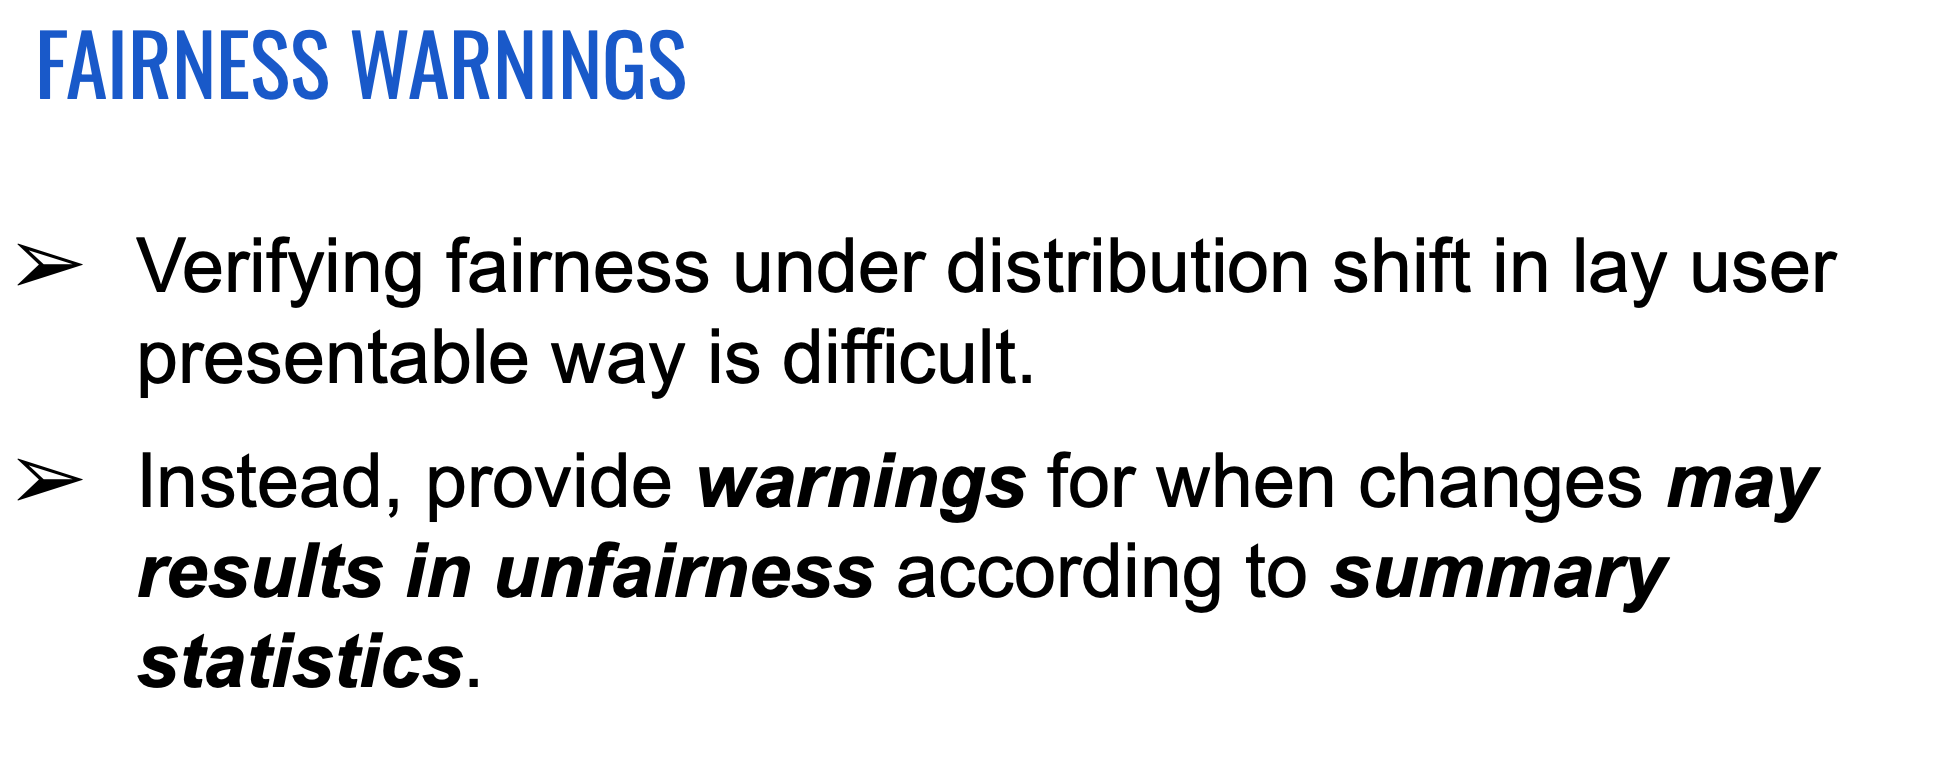 FAIRNESS WARNINGS
➢ Verifying fairness under distribution shift in lay user
presentable way is difficult.
➢ Instead, provide warnings for when changes may
results in unfairness according to summary
statistics.